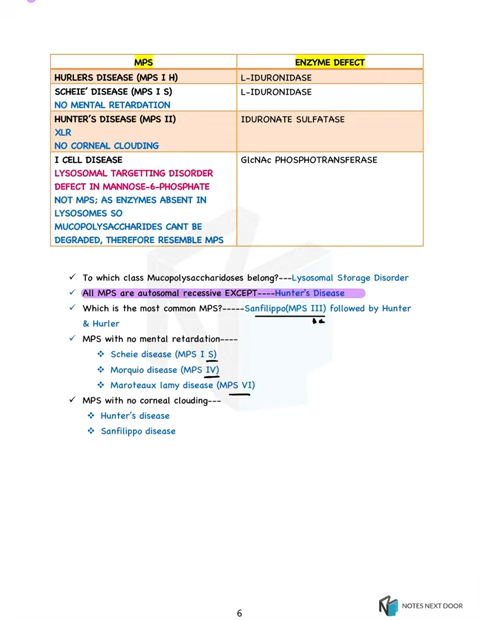 MPS ENZYME DEFECT
HURLERS DISEASE (MPS I H) L-IDURONIDASE
SCHEIE' DISEASE (MPS I S) L-IDURONIDASE
NO MENTAL RETARDATION
HUNTER'S DISEASE (MPS II) IDURONATE SULFATASE
XLR
NO CORNEAL CLOUDING
I CELL DISEASE GlcNAc PHOSPHOTRANSFERASE
LYSOSOMAL TARGETTING DISORDER
DEFECT IN MANNOSE-6-PHOSPHATE
NOT MPS; AS ENZYMES ABSENT IN
LYSOSOMES SO
MUCOPOLYSACCHARIDES CANT BE
DEGRADED, THEREFORE RESEMBLE MPS
✓ To which class Mucopolysaccharidoses belong?---Lysosomal Storage Disorder
✓ All MPS are autosomal recessive EXCEPT----Hunter's Disease
✓ Which is the most common MPS?-----Sanfilippo(MPS III) followed by Hunter
& Hurler
✓ MPS with no mental retardation----
❖ Scheie disease (MPS I S)
❖ Morquio disease (MPS IV)
❖ Maroteaux lamy disease (MPS VI)
✓ MPS with no corneal clouding---
❖ Hunter's disease
❖ Sanfilippo disease
NOTES NEXT DOOR
6